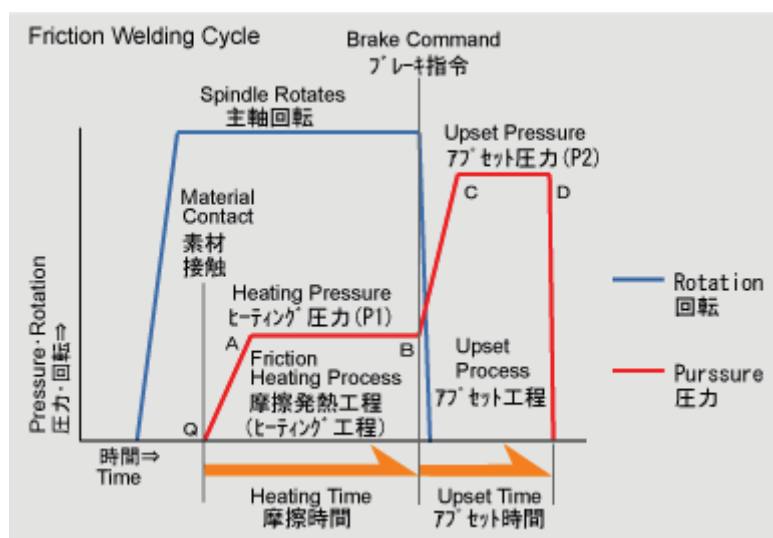 Friction Welding Cycle
Brake Command
ブレーキ指令
Spindle Rotates
主軸回転
Upset Pressure
アプセット圧力(P2)
C
D
Material
Contact
素材
接触
Heating Pressure
ヒーティング圧力(P1)
A
B
Friction
Heating Process
摩擦発熱工程
(ヒーティング工程)
Upset
Process
アプセット工程
Rotation
回転
Purssure
圧力
Pressure・Rotation
圧力・回転⇒
Q
時間⇒
Time
Heating Time
摩擦時間
Upset Time
アプセット時間